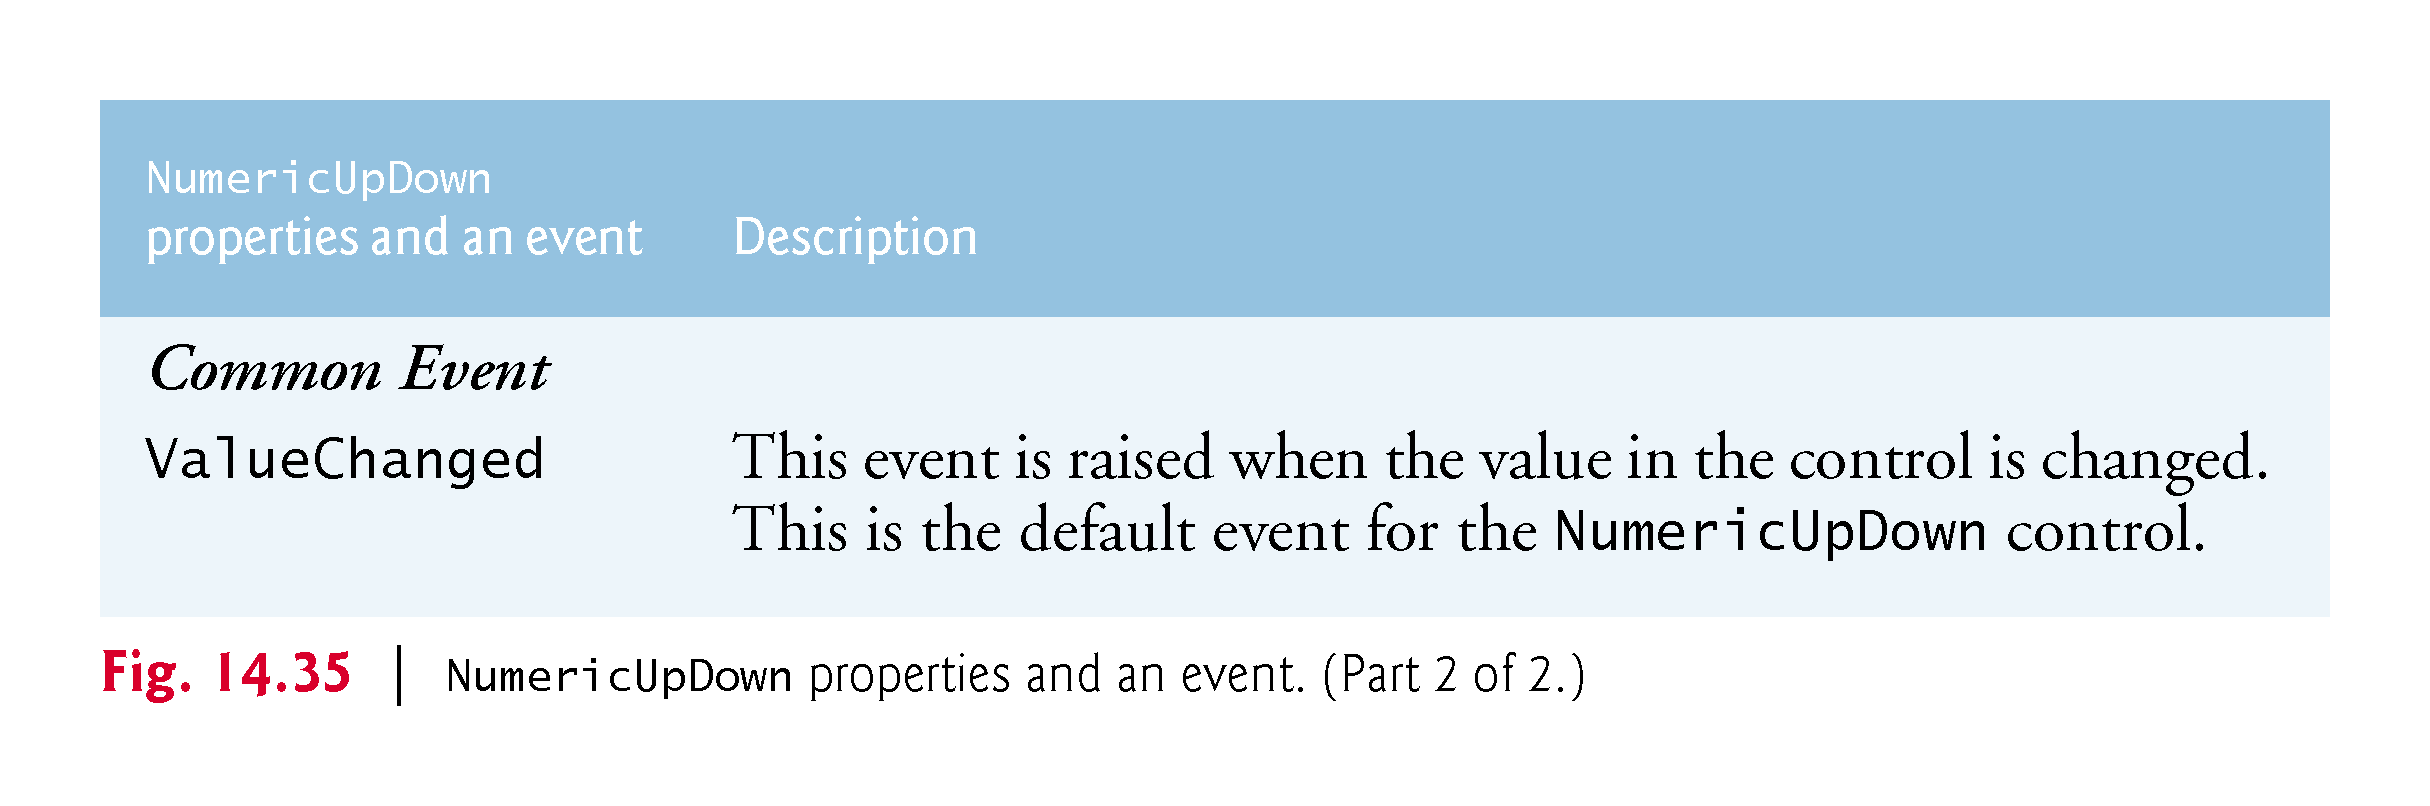 NumericUpDown
properties and an event Description
Common Event
ValueChanged This event is raised when the value in the control is changed.
This is the default event for the NumericUpDown control.
Fig. 14.35 | NumericUpDown properties and an event. (Part 2 of 2.)